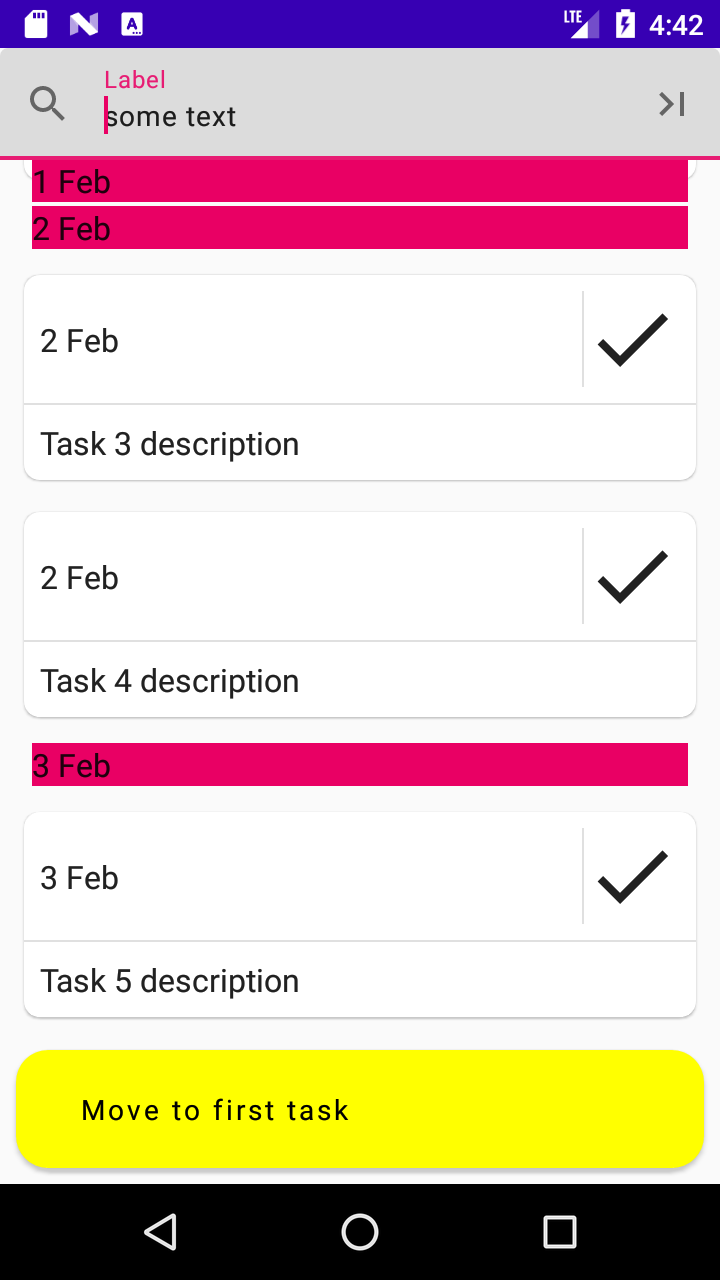 LTE 4:42
Label
some text
1 Feb
2 Feb
2 Feb
Task 3 description
2 Feb
Task 4 description
3 Feb
3 Feb
Task 5 description
Move to first task